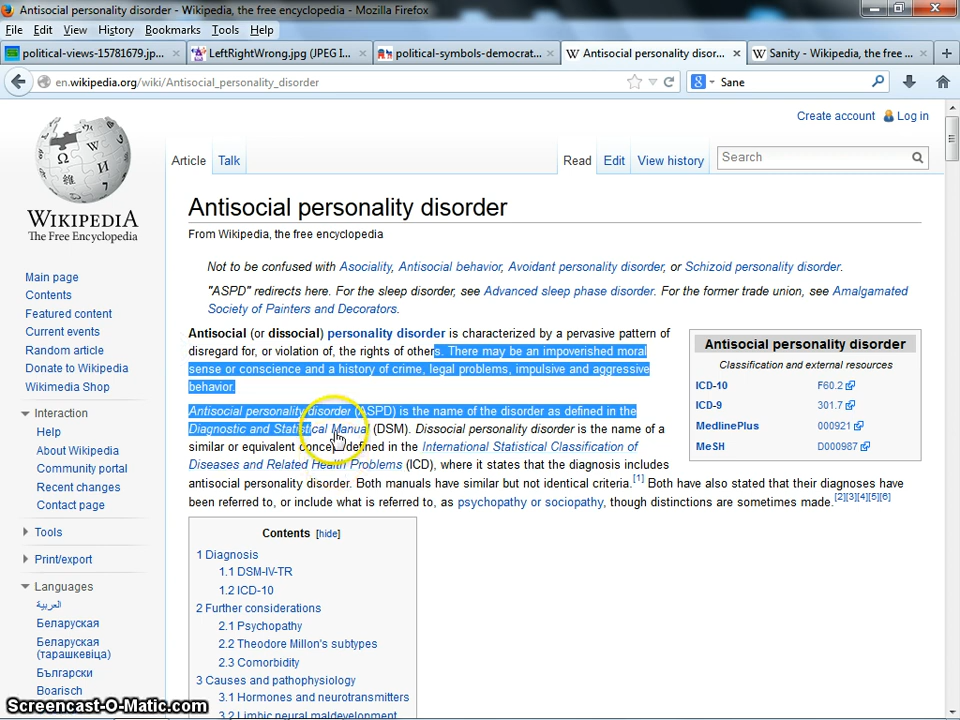 Antisocial personality disorder - Wikipedia, the free encyclopedia - Mozilla Firefox
File Edit View History Bookmarks Tools Help
political-views-15781679.jp... LeftRightWrong.jpg (JPEG I... political-symbols-democrat... Antisocial personality disor... Sanity - Wikipedia, the free ...
en.wikipedia.org/wiki/Antisocial_personality_disorder Sane
Create account Log in
Article Talk Read Edit View history Search
WIKIPEDIA
The Free Encyclopedia
Main page
Contents
Featured content
Current events
Random article
Donate to Wikipedia
Wikimedia Shop
Interaction
Help
About Wikipedia
Community portal
Recent changes
Contact page
Tools
Print/export
Languages
العربية
Беларуская
Беларуская
(тарашкевіца)
Български
Boarisch
Antisocial personality disorder
From Wikipedia, the free encyclopedia
Not to be confused with Asociality, Antisocial behavior, Avoidant personality disorder, or Schizoid personality disorder.
"ASPD" redirects here. For the sleep disorder, see Advanced sleep phase disorder. For the former trade union, see Amalgamated
Society of Painters and Decorators.
Antisocial (or dissocial) personality disorder is characterized by a pervasive pattern of
disregard for, or violation of, the rights of others. There may be an impoverished moral
sense or conscience and a history of crime, legal problems, impulsive and aggressive
behavior.
Antisocial personality disorder (ASPD) is the name of the disorder as defined in the
Diagnostic and Statistical Manual (DSM). Dissocial personality disorder is the name of a
similar or equivalent concept defined in the International Statistical Classification of
Diseases and Related Health Problems (ICD), where it states that the diagnosis includes
antisocial personality disorder. Both manuals have similar but not identical criteria.[1] Both have also stated that their diagnoses have
been referred to, or include what is referred to, as psychopathy or sociopathy, though distinctions are sometimes made.[2][3][4][5][6]
Antisocial personality disorder
Classification and external resources
ICD-10 F60.2
ICD-9 301.7
MedlinePlus 000921
MeSH D000987
Contents [hide]
1 Diagnosis
1.1 DSM-IV-TR
1.2 ICD-10
2 Further considerations
2.1 Psychopathy
2.2 Theodore Millon's subtypes
2.3 Comorbidity
3 Causes and pathophysiology
3.1 Hormones and neurotransmitters
3.2 Limbic neural maldevelopment
Screencast-O-Matic.com